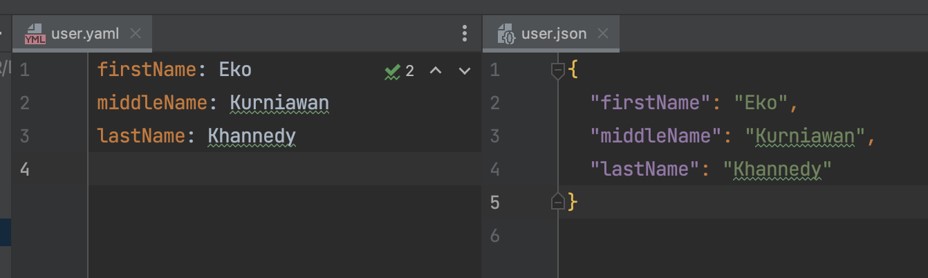 user.yaml
1 firstName: Eko
2 middleName: Kurniawan
3 lastName: Khannedy
4
2
user.json
1 {
2 "firstName": "Eko",
3 "middleName": "Kurniawan",
4 "lastName": "Khannedy"
5 }
6